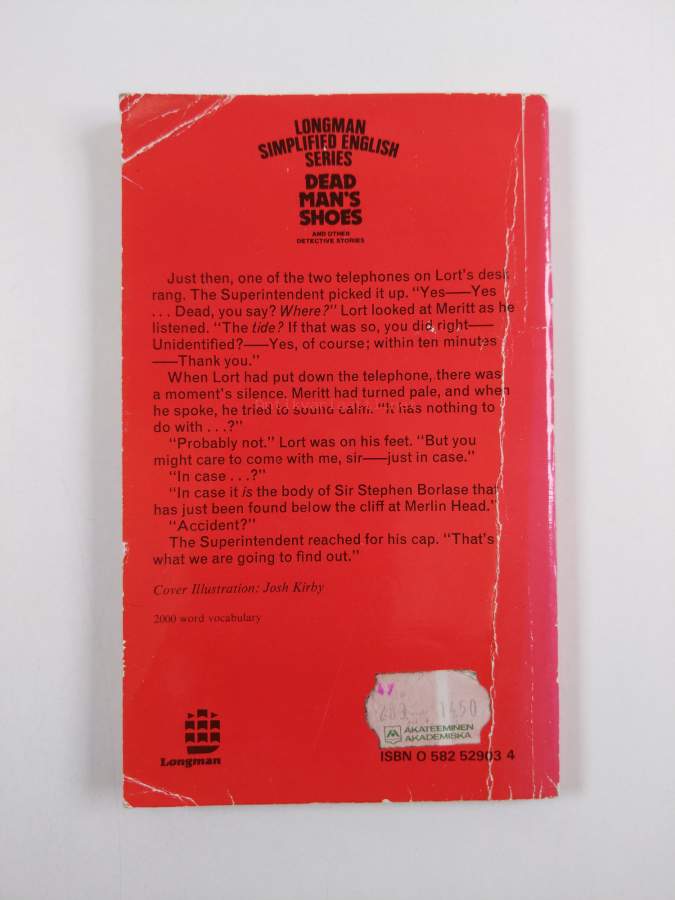 LONGMAN
SIMPLIFIED ENGLISH
SERIES
DEAD
MAN'S
SHOES
AND OTHER
DETECTIVE STORIES
Just then, one of the two telephones on Lort's desk
rang. The Superintendent picked it up. "Yes——Yes
. . . Dead, you say? Where?" Lort looked at Meritt as he
listened. "The tide? If that was so, you did right——
Unidentified?——Yes, of course; within ten minutes
——Thank you."
When Lort had put down the telephone, there was
a moment's silence. Meritt had turned pale, and when
he spoke, he tried to sound calm. "It has nothing to
do with . . .?"
"Probably not." Lort was on his feet. "But you
might care to come with me, sir——just in case."
"In case . . .?"
"In case it is the body of Sir Stephen Borlase that
has just been found below the cliff at Merlin Head."
"Accident?"
The Superintendent reached for his cap. "That's
what we are going to find out."
Cover Illustration: Josh Kirby
2000 word vocabulary
1450
AKATEEMINEN
AKADEMISKA
Longman
ISBN 0 582 52903 4